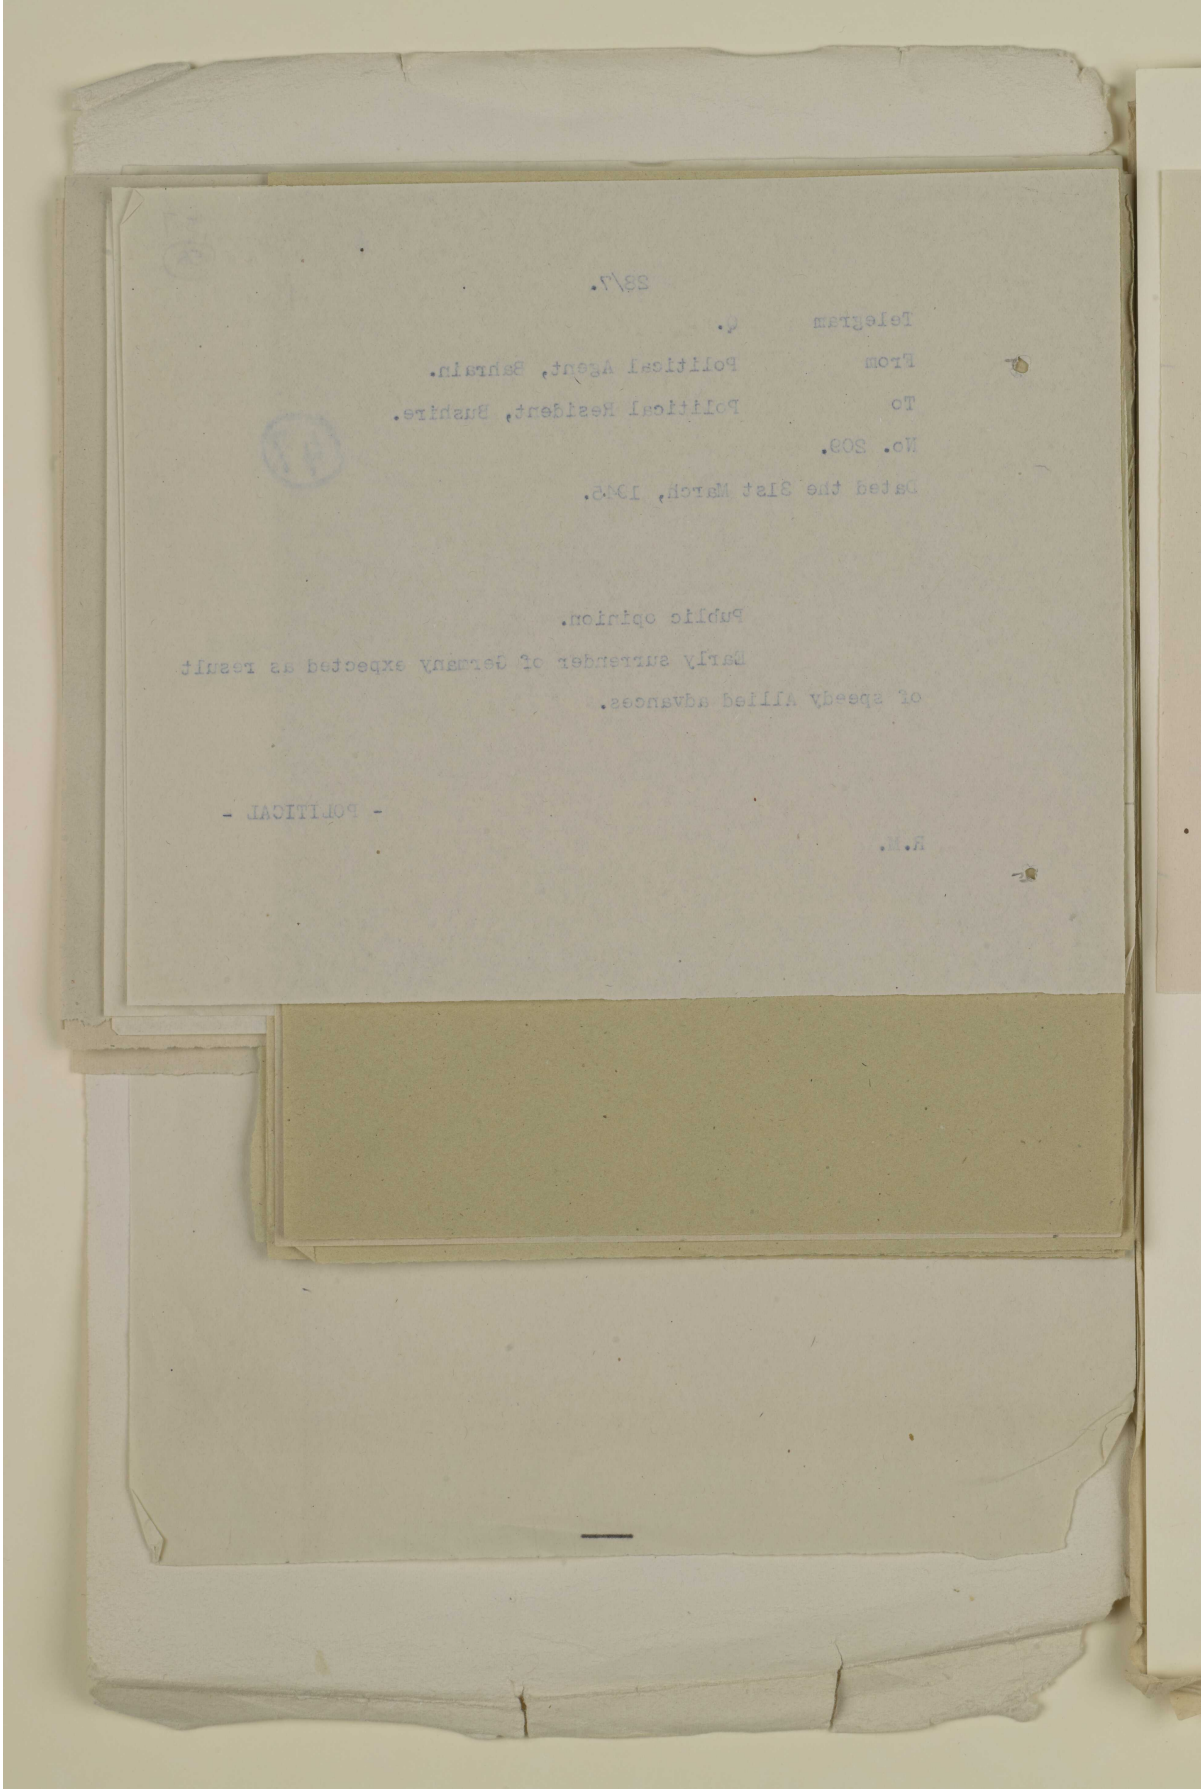 28/7.
Telegram Q.
From Political Agent, Bahrain.
To Political Resident, Bushire.
No. 209.
Dated the 31st March, 1945.
Public opinion.
Early surrender of Germany expected as result
of speedy Allied advances.
- POLITICAL -